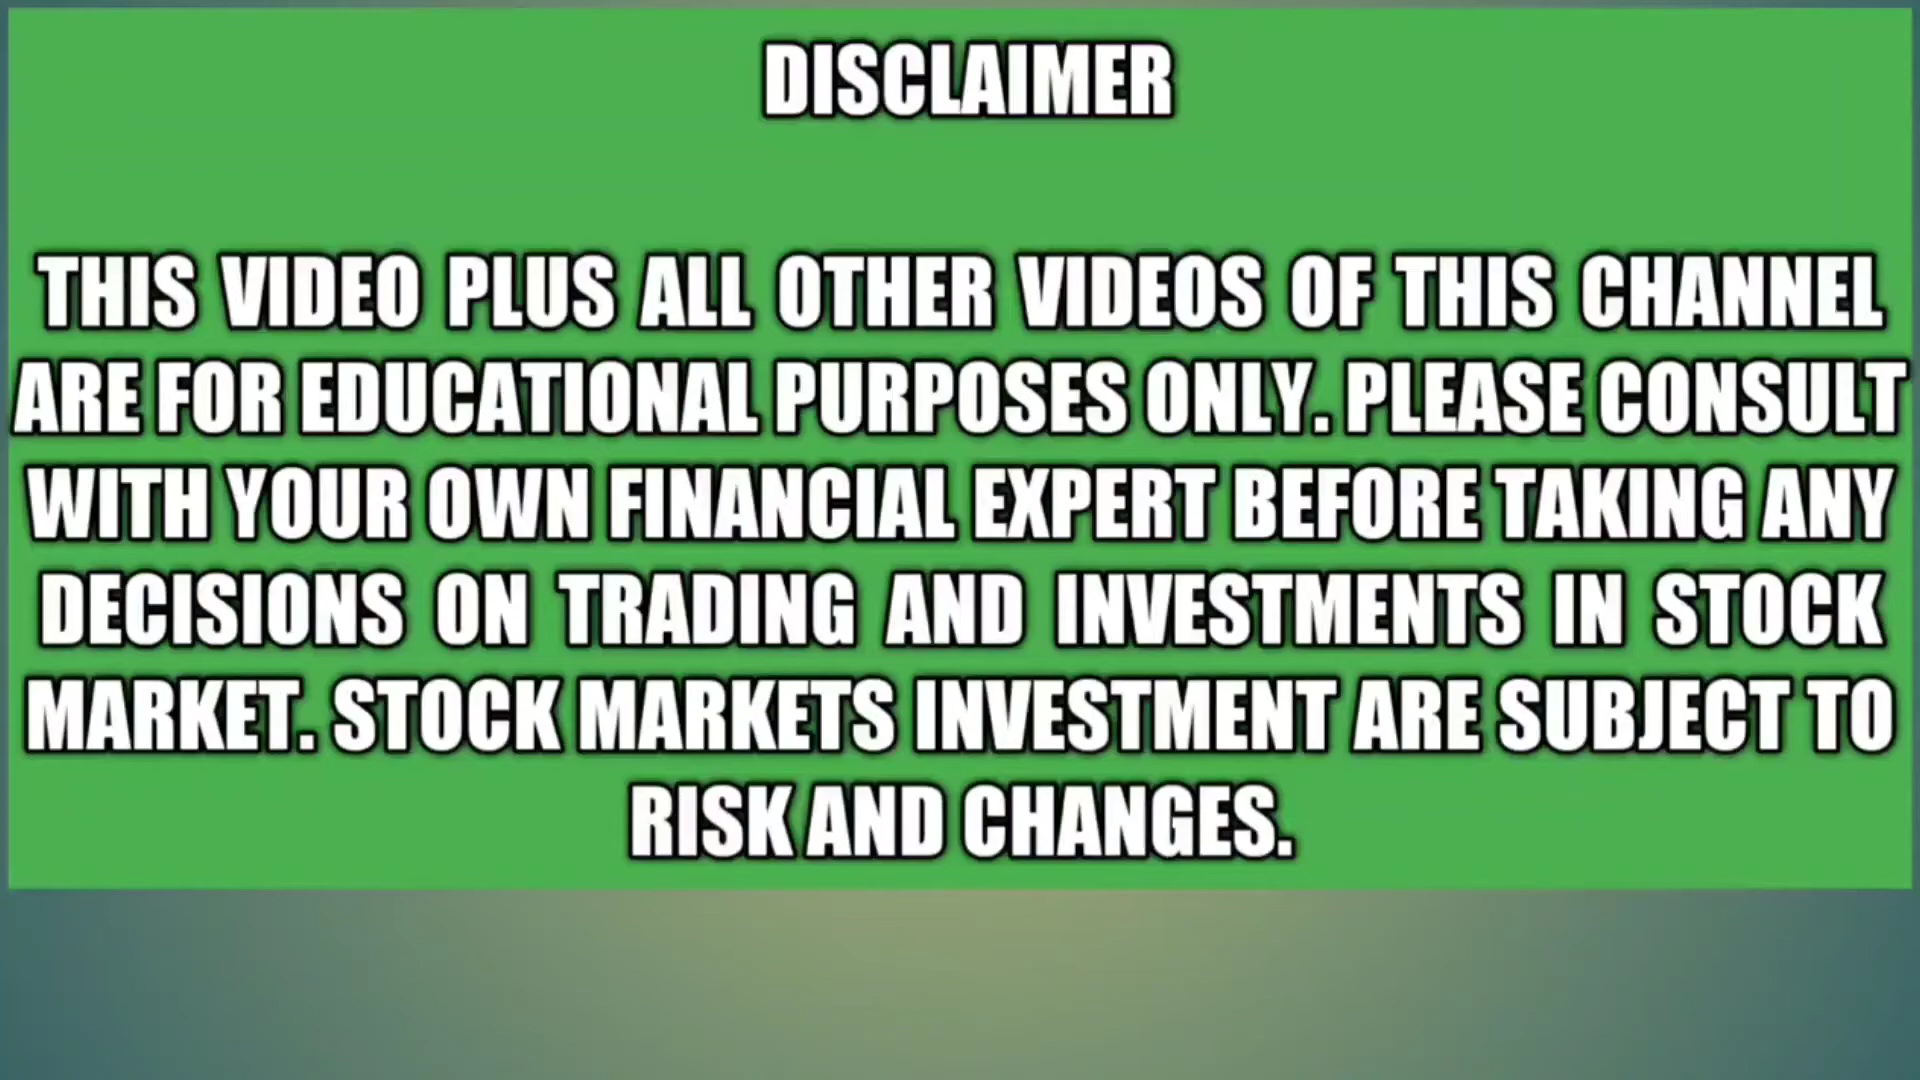 DISCLAIMER
THIS VIDEO PLUS ALL OTHER VIDEOS OF THIS CHANNEL
ARE FOR EDUCATIONAL PURPOSES ONLY. PLEASE CONSULT
WITH YOUR OWN FINANCIAL EXPERT BEFORE TAKING ANY
DECISIONS ON TRADING AND INVESTMENTS IN STOCK
MARKET. STOCK MARKETS INVESTMENT ARE SUBJECT TO
RISK AND CHANGES.